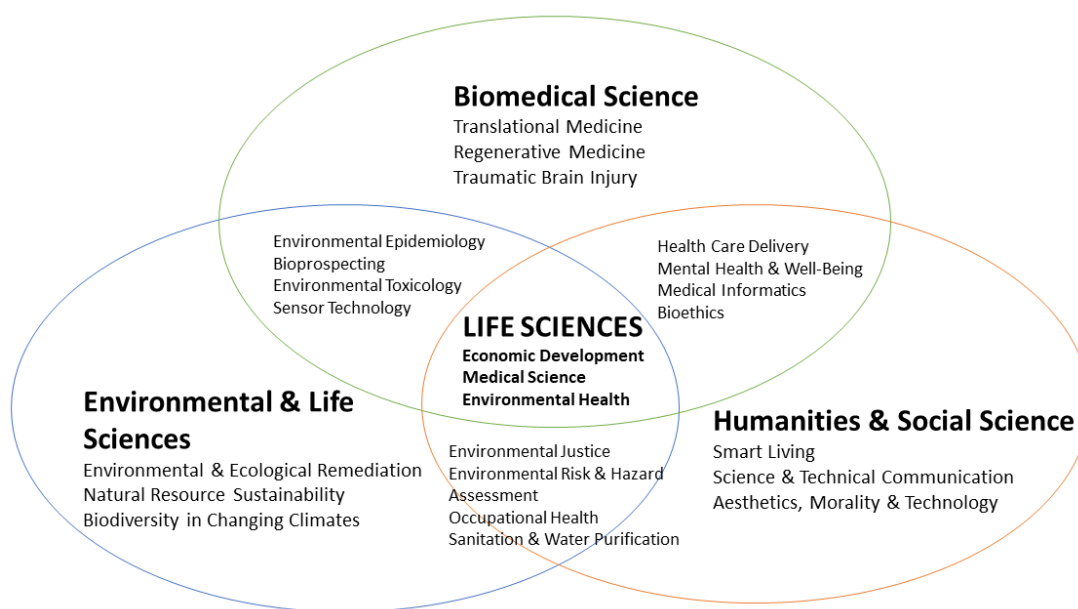 Biomedical Science
Translational Medicine
Regenerative Medicine
Traumatic Brain Injury
Environmental Epidemiology
Bioprospecting
Environmental Toxicology
Sensor Technology
Health Care Delivery
Mental Health & Well-Being
Medical Informatics
Bioethics
LIFE SCIENCES
Economic Development
Medical Science
Environmental Health
Environmental & Life
Sciences
Environmental & Ecological Remediation
Natural Resource Sustainability
Biodiversity in Changing Climates
Environmental Justice
Environmental Risk & Hazard
Assessment
Occupational Health
Sanitation & Water Purification
Humanities & Social Science
Smart Living
Science & Technical Communication
Aesthetics, Morality & Technology